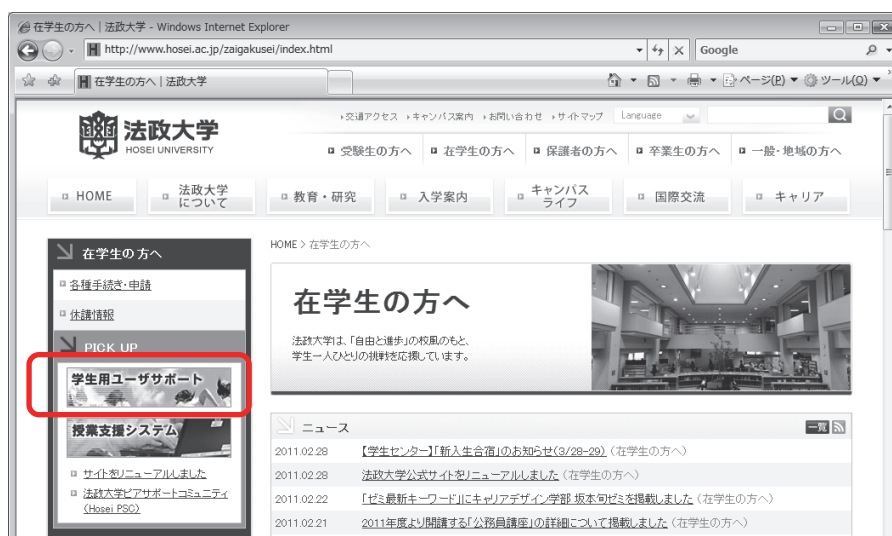 在学生の方へ | 法政大学 - Windows Internet Explorer
http://www.hosei.ac.jp/zaigakusei/index.html
Google
在学生の方へ | 法政大学
ページ(P)
ツール(O)
法政大学
HOSEI UNIVERSITY
交通アクセス キャンパス案内 お問い合わせ サイトマップ Language
受験生の方へ 在学生の方へ 保護者の方へ 卒業生の方へ 一般・地域の方へ
HOME
法政大学
について
教育・研究
入学案内
キャンパス
ライフ
国際交流
キャリア
在学生の方へ
各種手続き・申請
休講情報
PICK UP
学生用ユーザサポート
授業支援システム
サイトをリニューアルしました
法政大学ピアサポートコミュニティ
(Hosei PSC)
HOME > 在学生の方へ
在学生の方へ
法政大学は、「自由と進歩」の校風のもと、
学生一人ひとりの挑戦を応援しています。
ニュース
一覧
2011.02.28 【学生センター】「新入生合宿」のお知らせ(3/28-29) (在学生の方へ)
2011.02.28 法政大学公式サイトをリニューアルしました (在学生の方へ)
2011.02.22 「ゼミ最新キーワード」にキャリアデザイン学部 坂本旬ゼミを掲載しました (在学生の方へ)
2011.02.21 2011年度より開講する「公務員講座」の詳細について掲載しました (在学生の方へ)